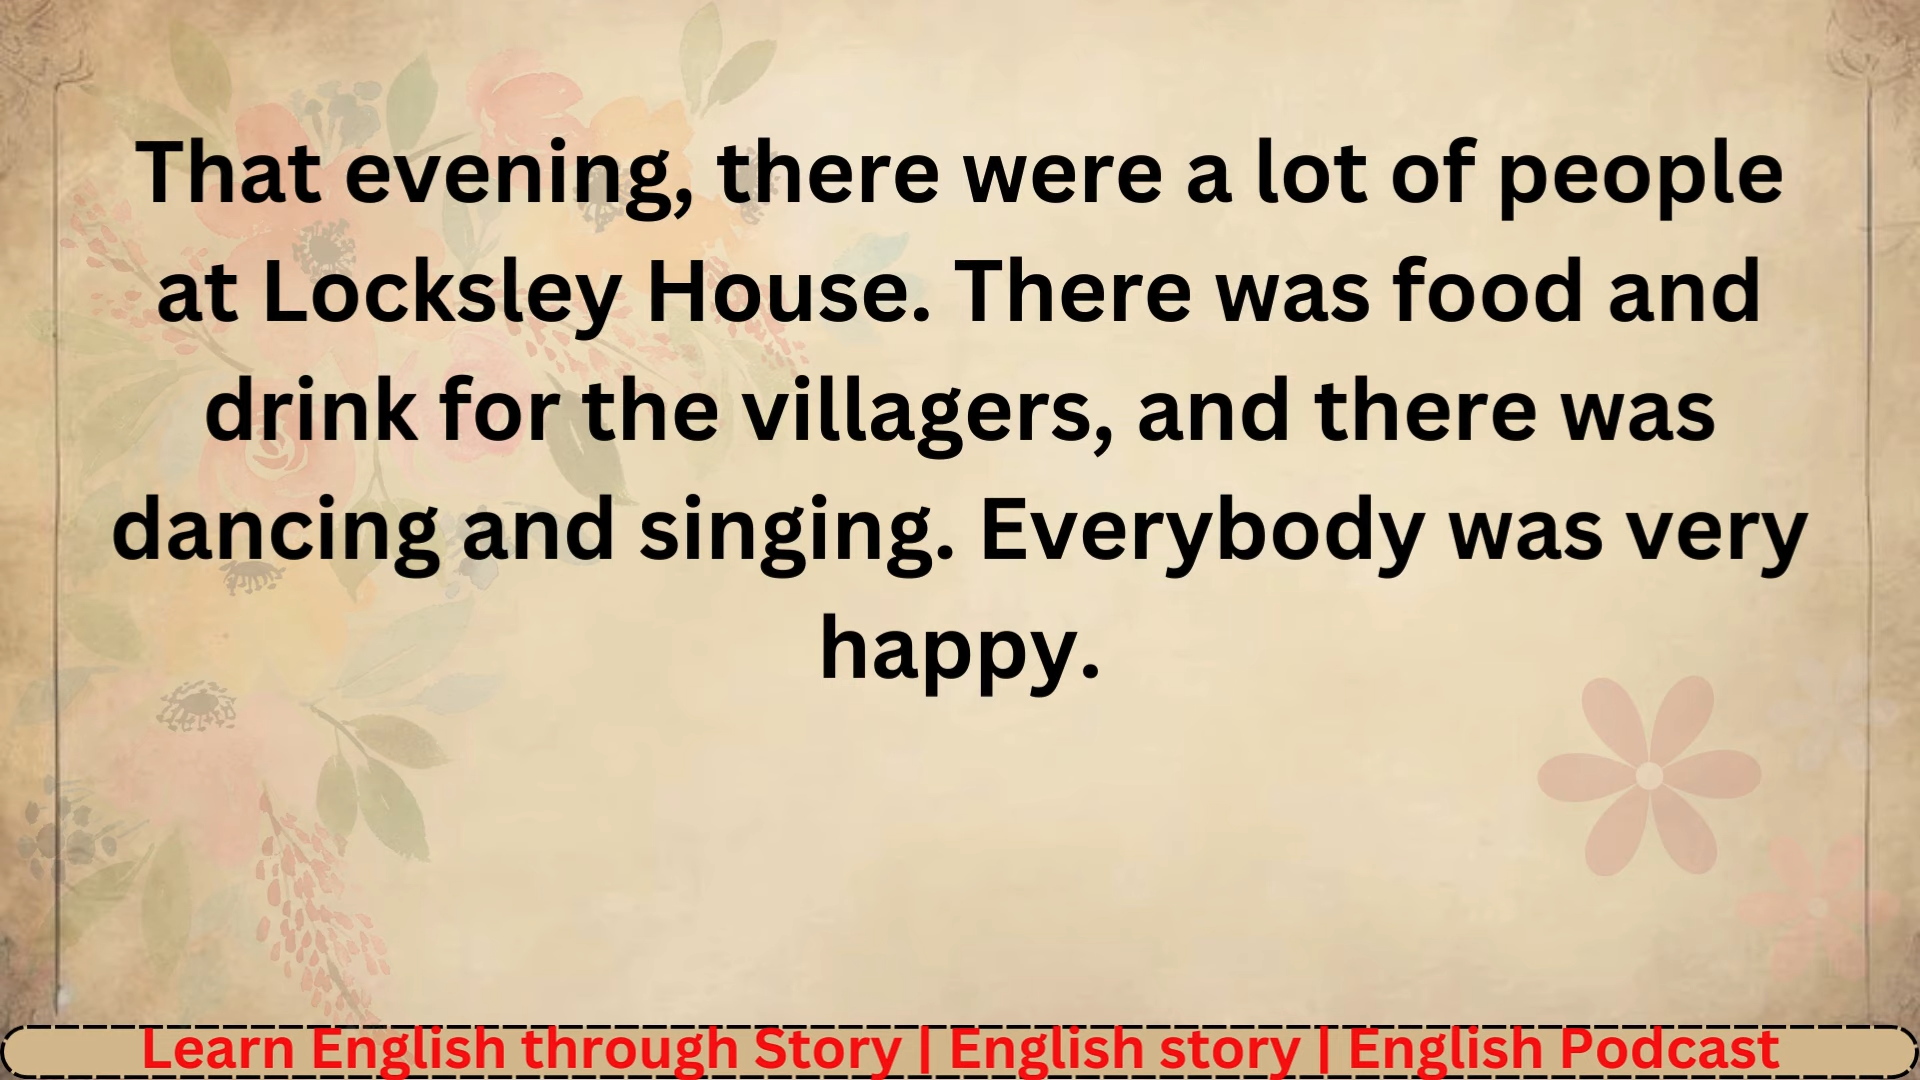 That evening, there were a lot of people
at Locksley House. There was food and
drink for the villagers, and there was
dancing and singing. Everybody was very
happy.
Learn English through Story | English story | English Podcast